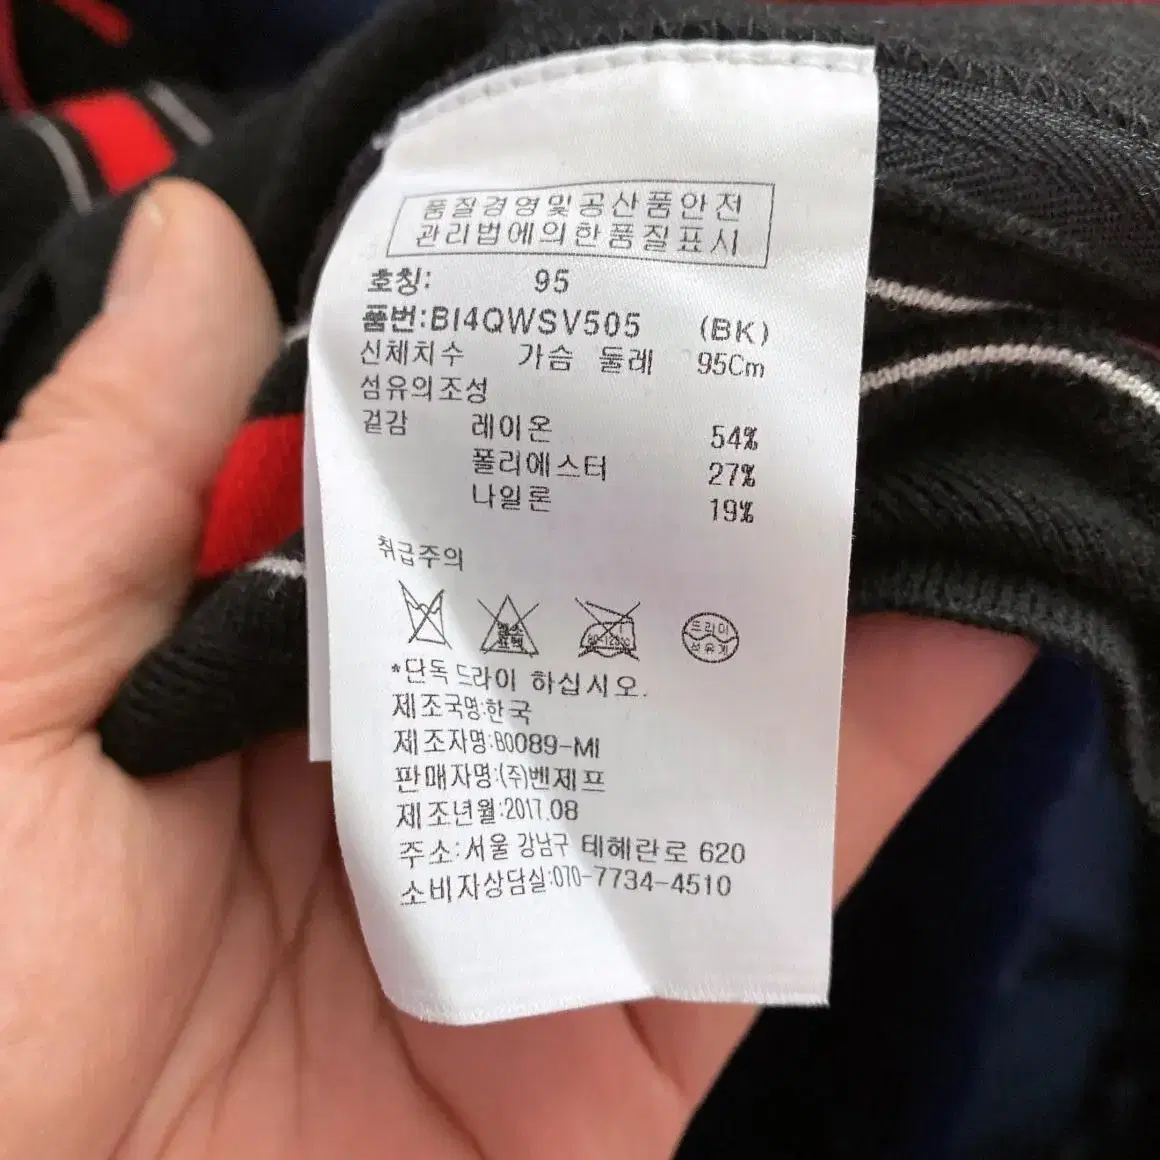 품질경영및공산품안전
관리법에의한품질표시
호칭: 95
품번:BI4QWSV505 (BK)
신체치수 가슴 둘레 95Cm
섬유의조성
겉감 레이온 54%
폴리에스터 27%
나일론 19%
취급주의
드라이
석유계
*단독 드라이 하십시오.
제조국명:한국
제조자명:B0089-MI
판매자명:(주)벤제프
제조년월:2017.08
주소:서울 강남구 테헤란로 620
소비자상담실:070-7734-4510